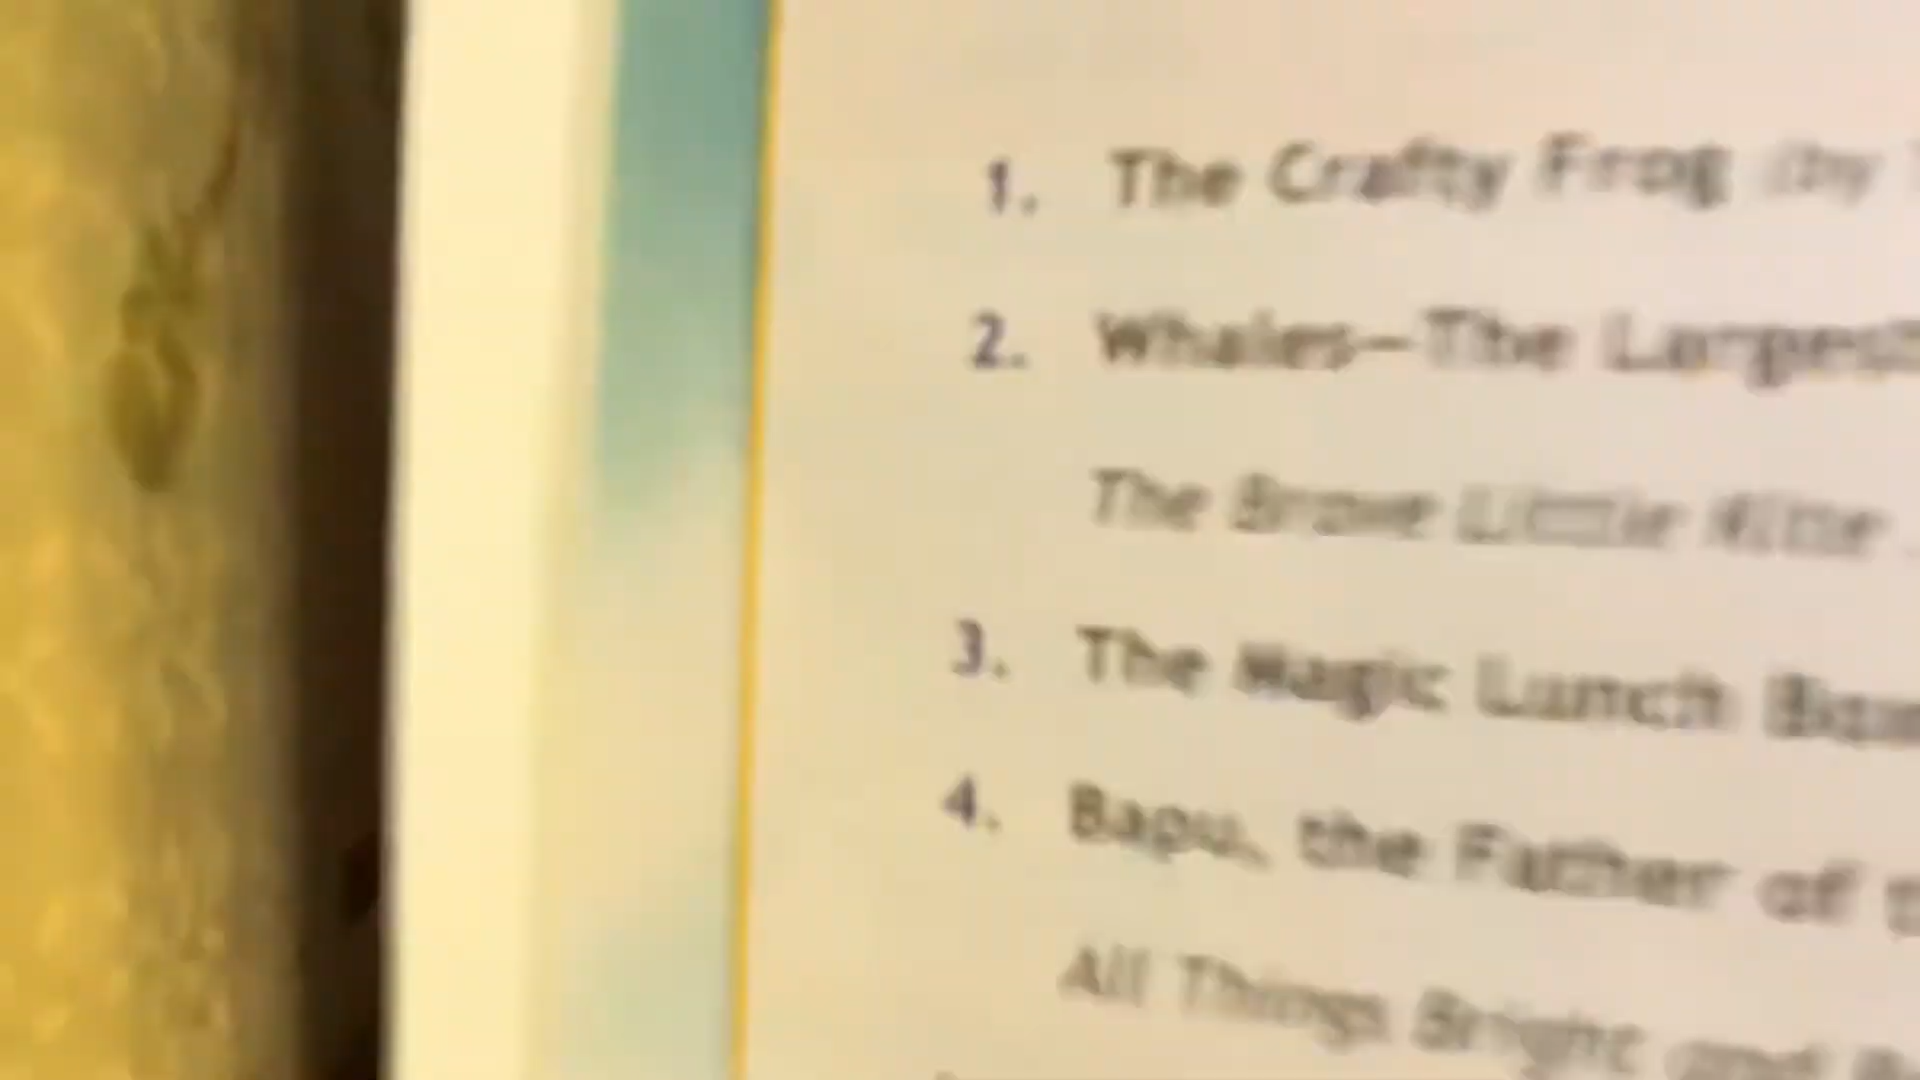 1. The Crafty Frog (by
2. Whales—The Largest
The Brave Little Kite
3. The Magic Lunch Box
4. Bapu, the Father of
All Things Bright and